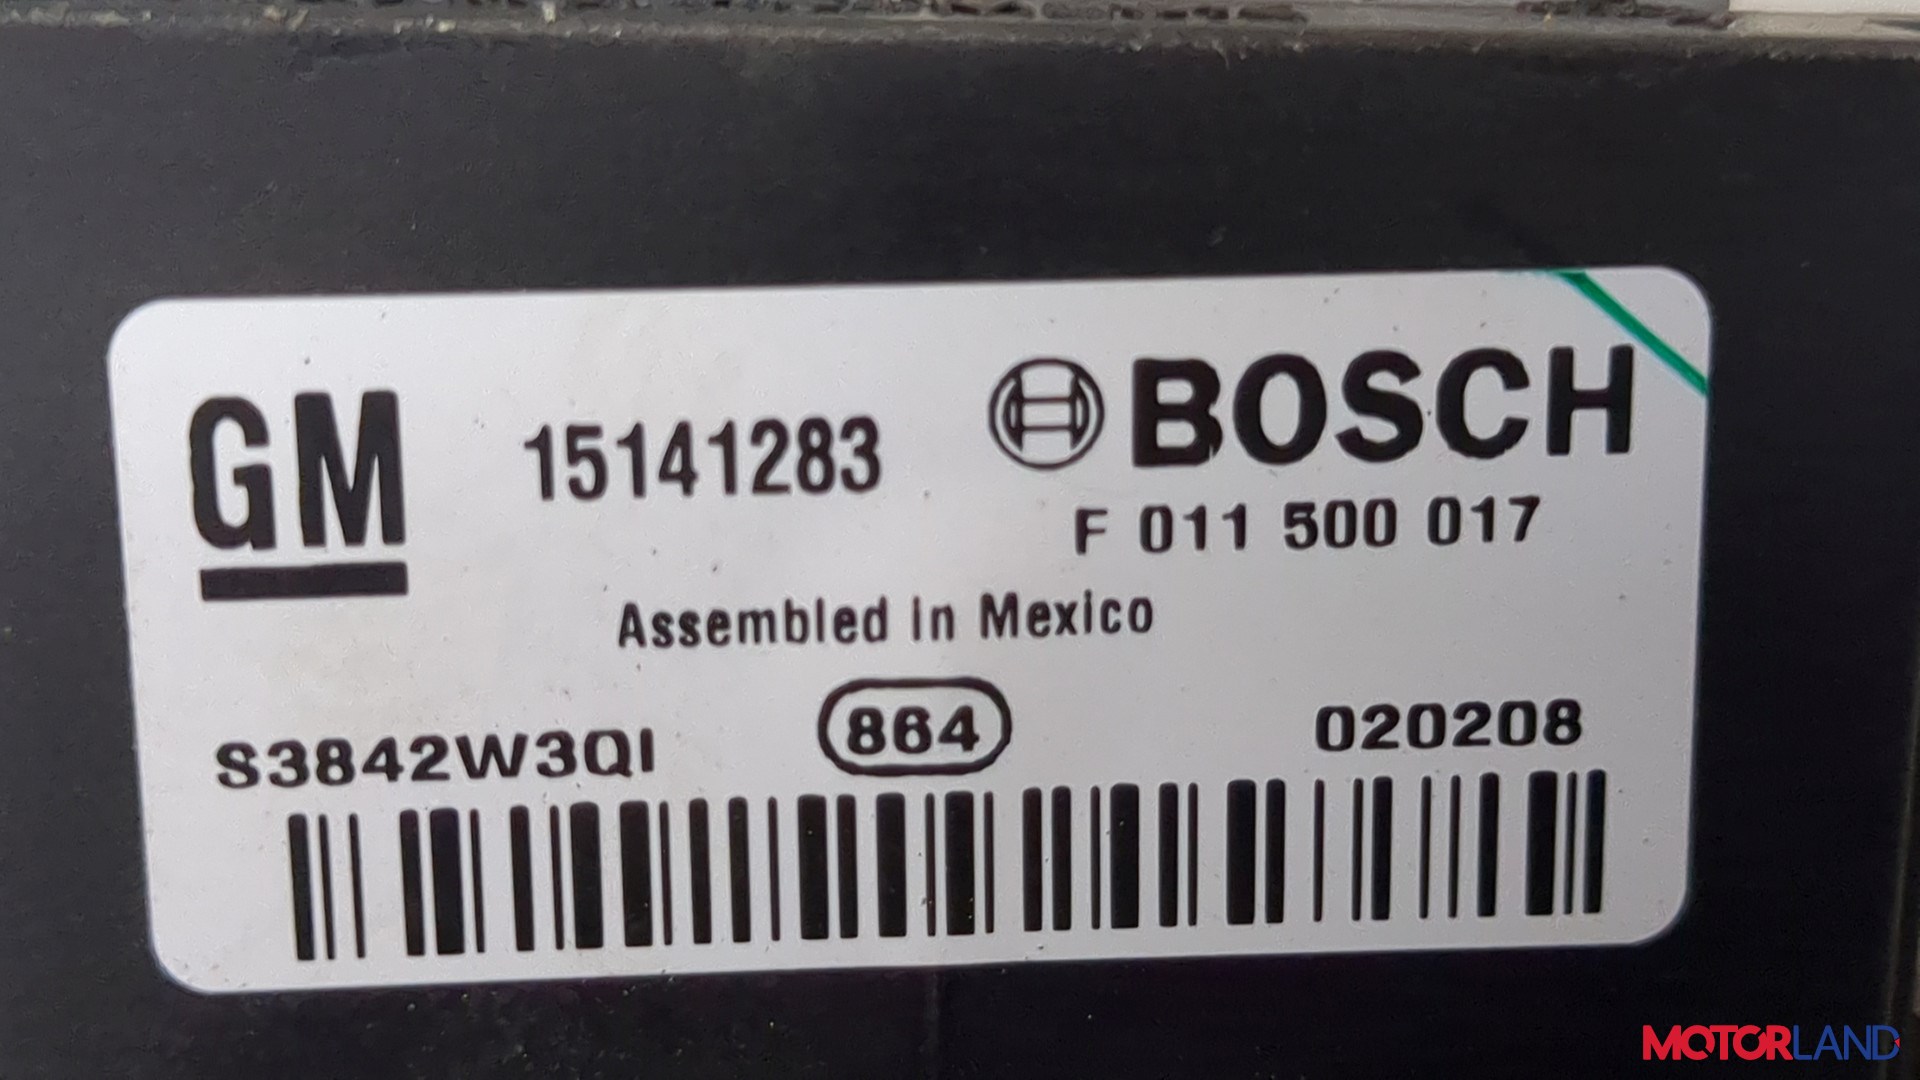 GM 15141283 BOSCH
F 011 500 017
Assembled in Mexico
S3842W3QI 864 020208
MOTORLAND